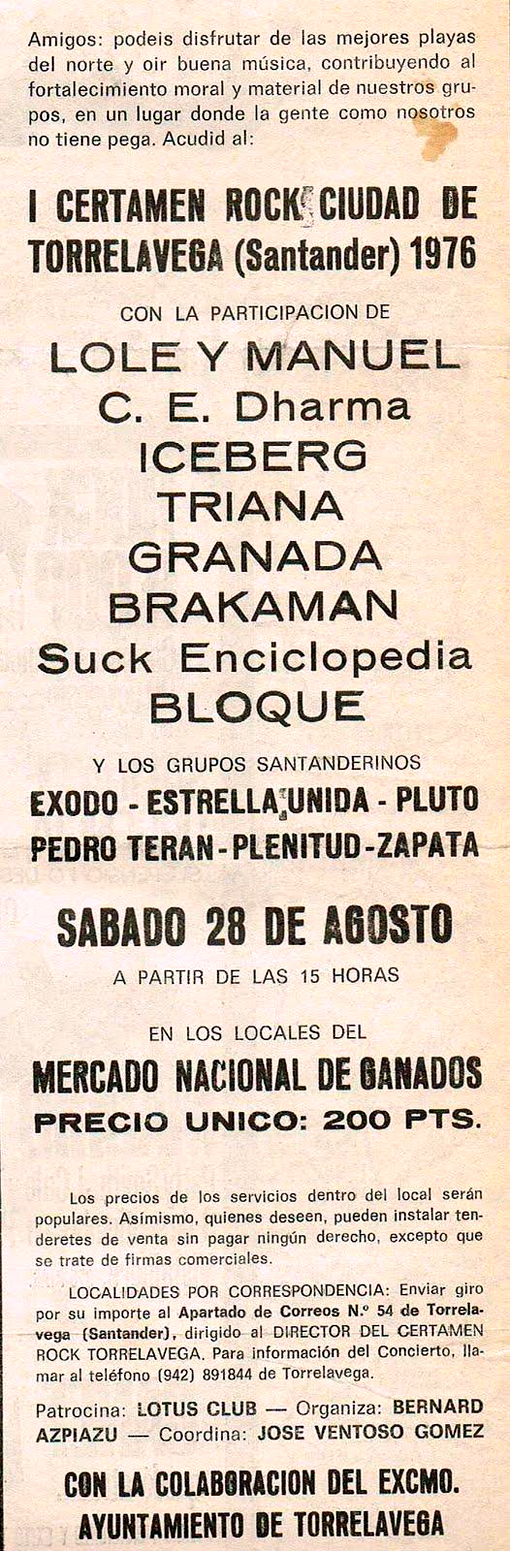 Amigos: podeis disfrutar de las mejores playas
del norte y oir buena música, contribuyendo al
fortalecimiento moral y material de nuestros gru-
pos, en un lugar donde la gente como nosotros
no tiene pega. Acudid al:
I CERTAMEN ROCK CIUDAD DE
TORRELAVEGA (Santander) 1976
CON LA PARTICIPACION DE
LOLE Y MANUEL
C. E. Dharma
ICEBERG
TRIANA
GRANADA
BRAKAMAN
Suck Enciclopedia
BLOQUE
Y LOS GRUPOS SANTANDERINOS
EXODO - ESTRELLA UNIDA - PLUTO
PEDRO TERAN - PLENITUD - ZAPATA
SABADO 28 DE AGOSTO
A PARTIR DE LAS 15 HORAS
EN LOS LOCALES DEL
MERCADO NACIONAL DE GANADOS
PRECIO UNICO: 200 PTS.
Los precios de los servicios dentro del local serán
populares. Asímismo, quienes deseen, pueden instalar ten-
deretes de venta sin pagar ningún derecho, excepto que
se trate de firmas comerciales.
LOCALIDADES POR CORRESPONDENCIA: Enviar giro
por su importe al Apartado de Correos N.º 54 de Torrela-
vega (Santander), dirigido al DIRECTOR DEL CERTAMEN
ROCK TORRELAVEGA. Para información del Concierto, lla-
mar al teléfono (942) 891844 de Torrelavega.
Patrocina: LOTUS CLUB — Organiza: BERNARD
AZPIAZU — Coordina: JOSE VENTOSO GOMEZ
CON LA COLABORACION DEL EXCMO.
AYUNTAMIENTO DE TORRELAVEGA